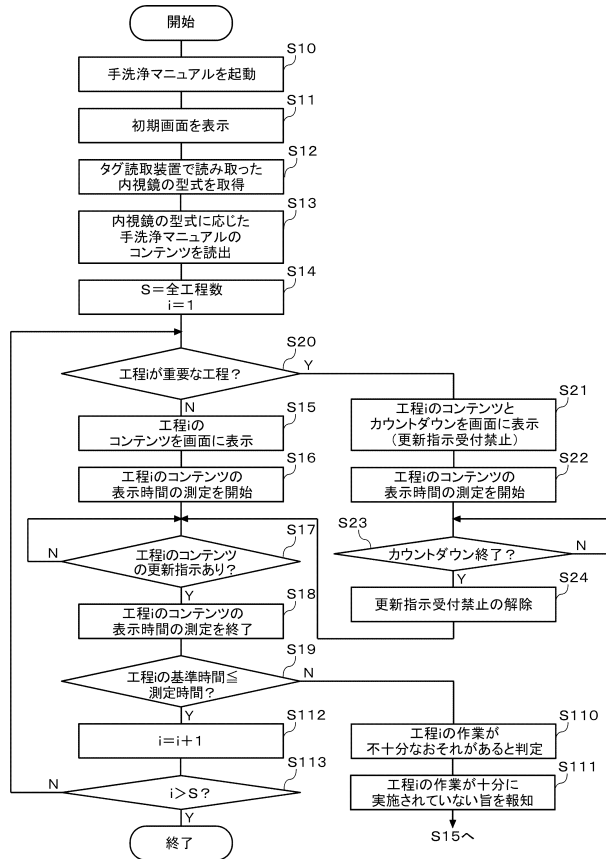 開始
S10
手洗浄マニュアルを起動
S11
初期画面を表示
S12
タグ読取装置で読み取った
内視鏡の型式を取得
S13
内視鏡の型式に応じた
手洗浄マニュアルの
コンテンツを読出
S14
S=全工程数
i=1
S20
工程iが重要な工程?
Y
N
S15
工程iの
コンテンツを画面に表示
S16
工程iのコンテンツの
表示時間の測定を開始
S21
工程iのコンテンツと
カウントダウンを画面に表示
(更新指示受付禁止)
S22
工程iのコンテンツの
表示時間の測定を開始
S23
カウントダウン終了?
N
Y
S24
更新指示受付禁止の解除
S17
工程iのコンテンツ
の更新指示あり?
N
Y
S18
工程iのコンテンツの
表示時間の測定を終了
S19
工程iの基準時間≦
測定時間?
N
Y
S110
工程iの作業が
不十分なおそれがあると判定
S111
工程iの作業が十分に
実施されていない旨を報知
S15へ
S112
i=i+1
S113
i>S?
N
Y
終了